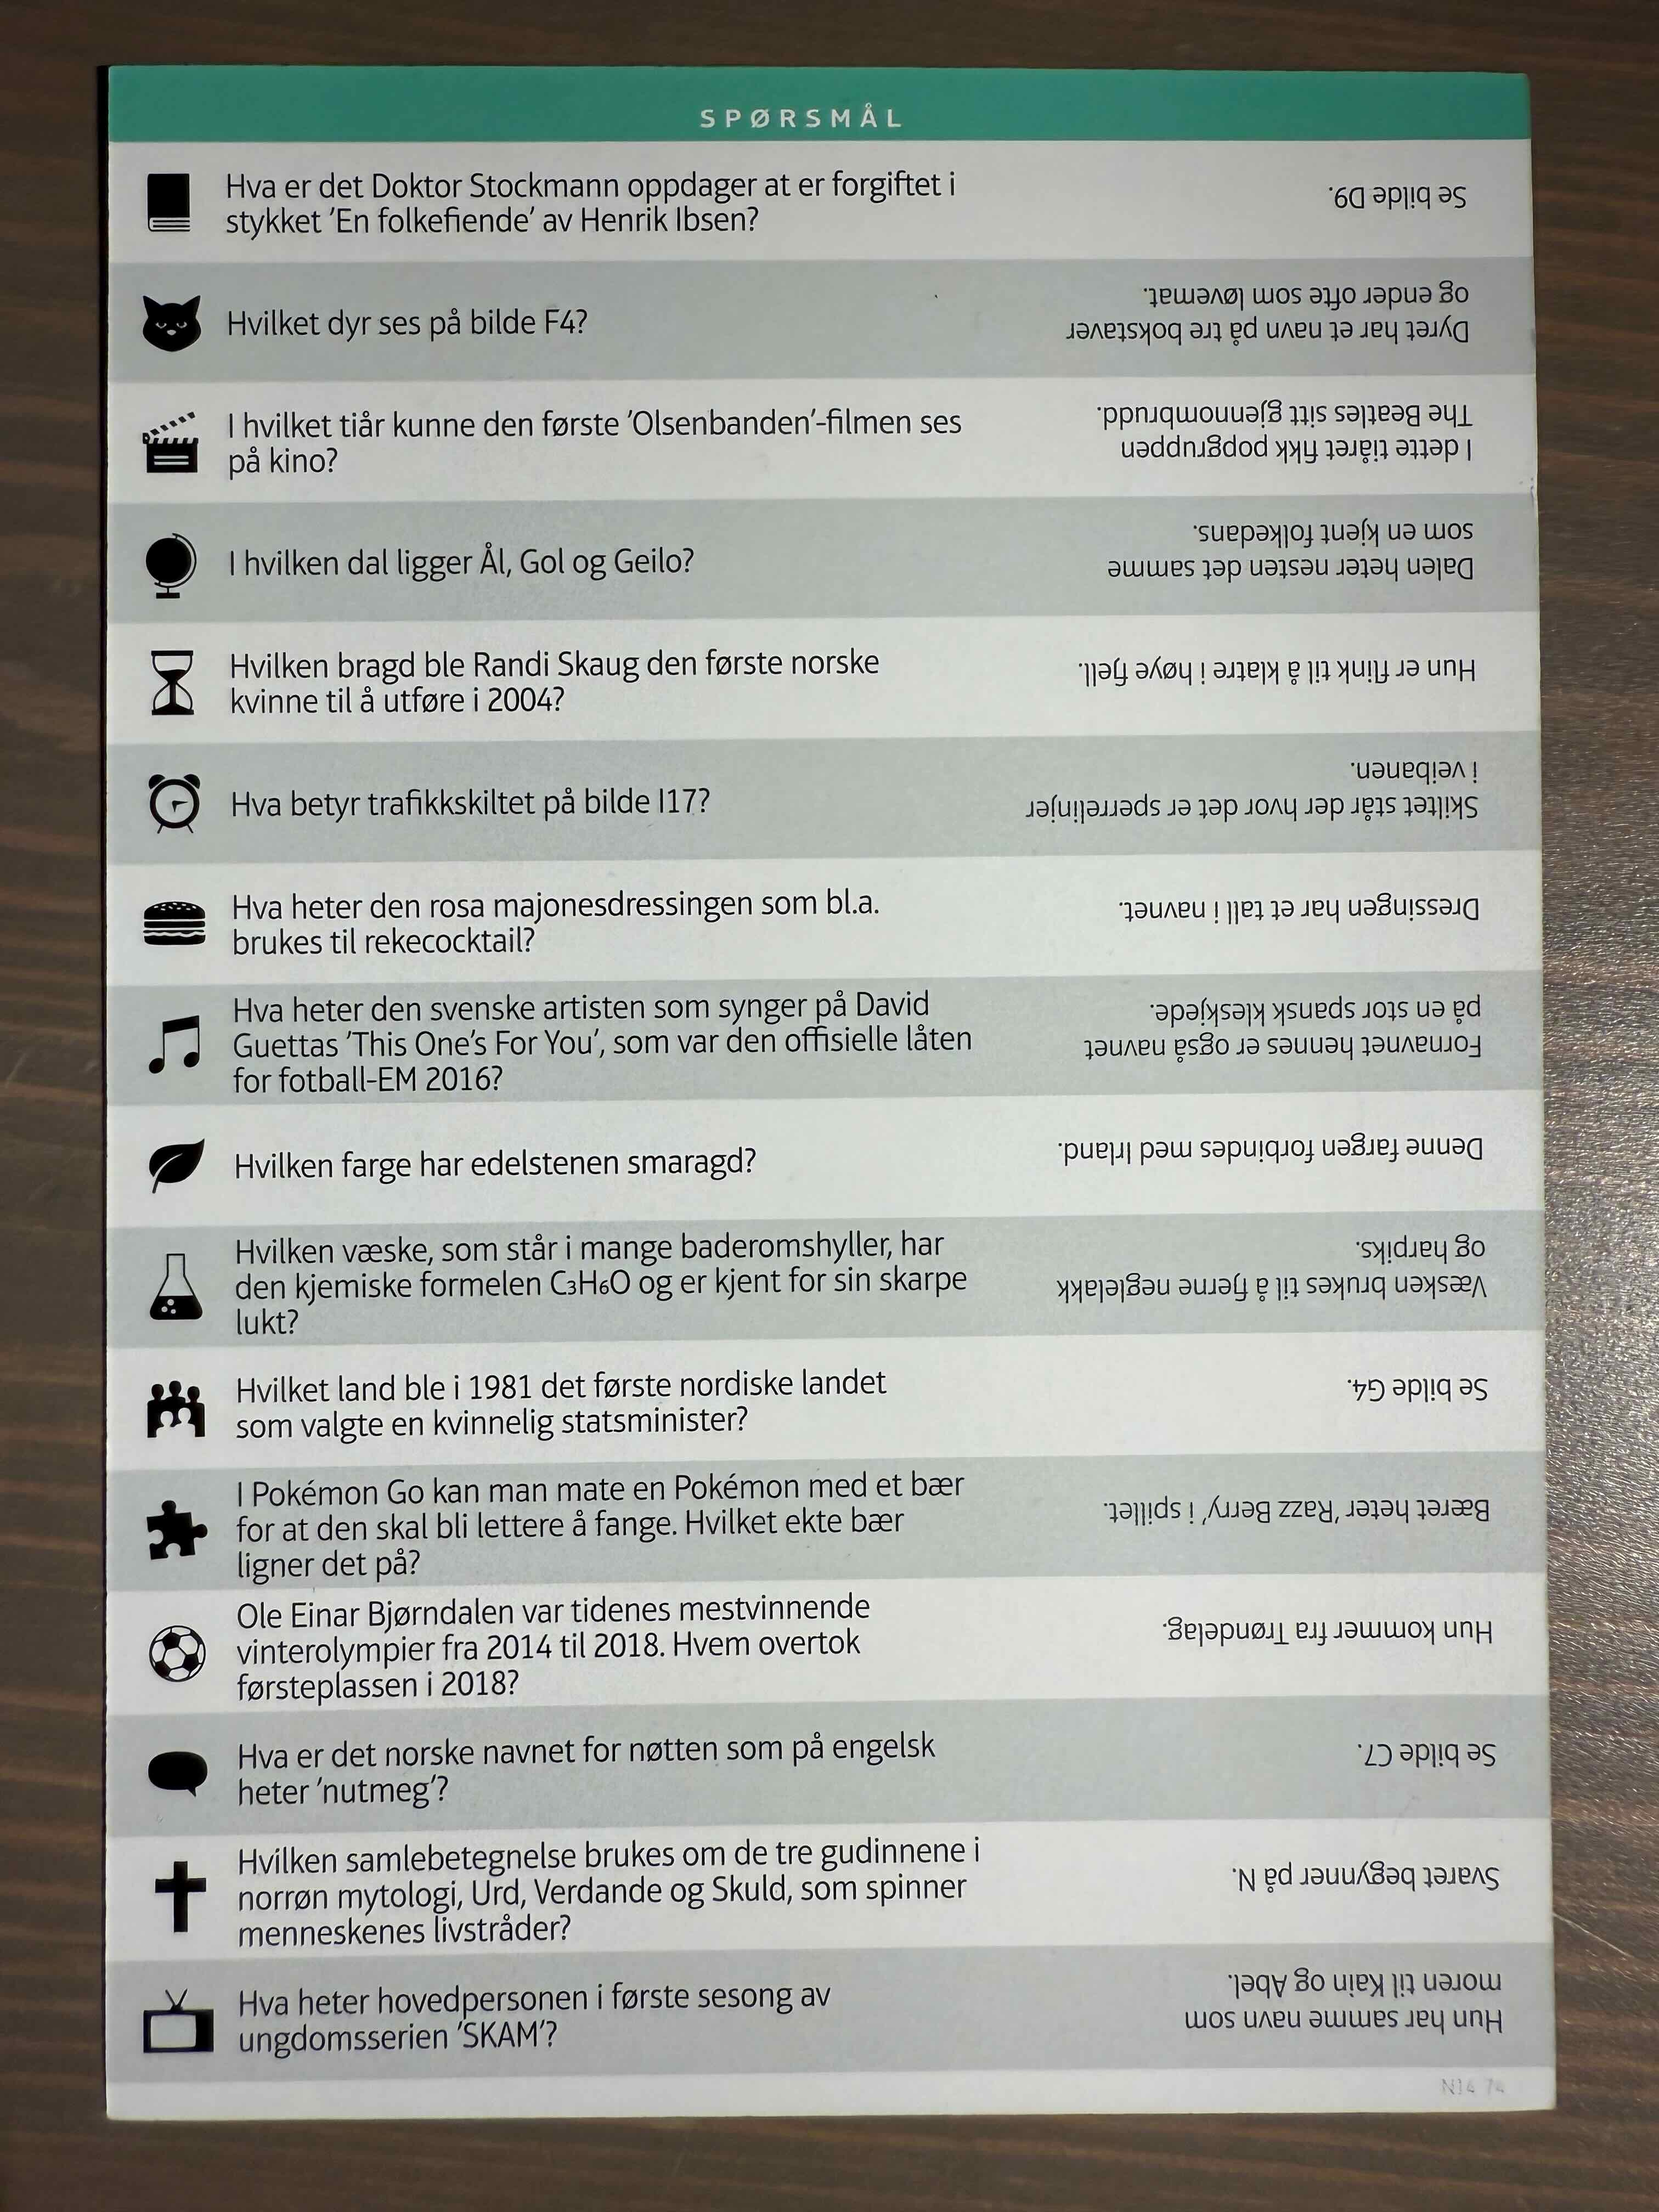 SPØRSMÅL
Hva er det Doktor Stockmann oppdager at er forgiftet i
stykket ’En folkefiende’ av Henrik Ibsen?
Se bilde D9.
Hvilket dyr ses på bilde F4?
Dyret har et navn på tre bokstaver
og ender ofte som løvemat.
I hvilket tiår kunne den første ’Olsenbanden’-filmen ses
på kino?
I dette tiåret fikk popgruppen
The Beatles sitt gjennombrudd.
I hvilken dal ligger Ål, Gol og Geilo?
Dalen heter nesten det samme
som en kjent folkedans.
Hvilken bragd ble Randi Skaug den første norske
kvinne til å utføre i 2004?
Hun er flink til å klatre i høye fjell.
Hva betyr trafikkskiltet på bilde I17?
Skiltet står der hvor det er sperrelinjer
i veibanen.
Hva heter den rosa majonesdressingen som bl.a.
brukes til rekecocktail?
Dressingen har et tall i navnet.
Hva heter den svenske artisten som synger på David
Guettas ’This One’s For You’, som var den offisielle låten
for fotball-EM 2016?
Fornavnet hennes er også navnet
på en stor spansk kleskjede.
Hvilken farge har edelstenen smaragd?
Denne fargen forbindes med Irland.
Hvilken væske, som står i mange baderomshyller, har
den kjemiske formelen C3H6O og er kjent for sin skarpe
lukt?
Væsken brukes til å fjerne neglelakk
og harpiks.
Hvilket land ble i 1981 det første nordiske landet
som valgte en kvinnelig statsminister?
Se bilde G4.
I Pokémon Go kan man mate en Pokémon med et bær
for at den skal bli lettere å fange. Hvilket ekte bær
ligner det på?
Bæret heter ’Razz Berry’ i spillet.
Ole Einar Bjørndalen var tidenes mestvinnende
vinterolympier fra 2014 til 2018. Hvem overtok
førsteplassen i 2018?
Hun kommer fra Trøndelag.
Hva er det norske navnet for nøtten som på engelsk
heter ’nutmeg’?
Se bilde C7.
Hvilken samlebetegnelse brukes om de tre gudinnene i
norrøn mytologi, Urd, Verdande og Skuld, som spinner
menneskenes livstråder?
Svaret begynner på N.
Hva heter hovedpersonen i første sesong av
ungdomsserien ’SKAM’?
Hun har samme navn som
moren til Kain og Abel.